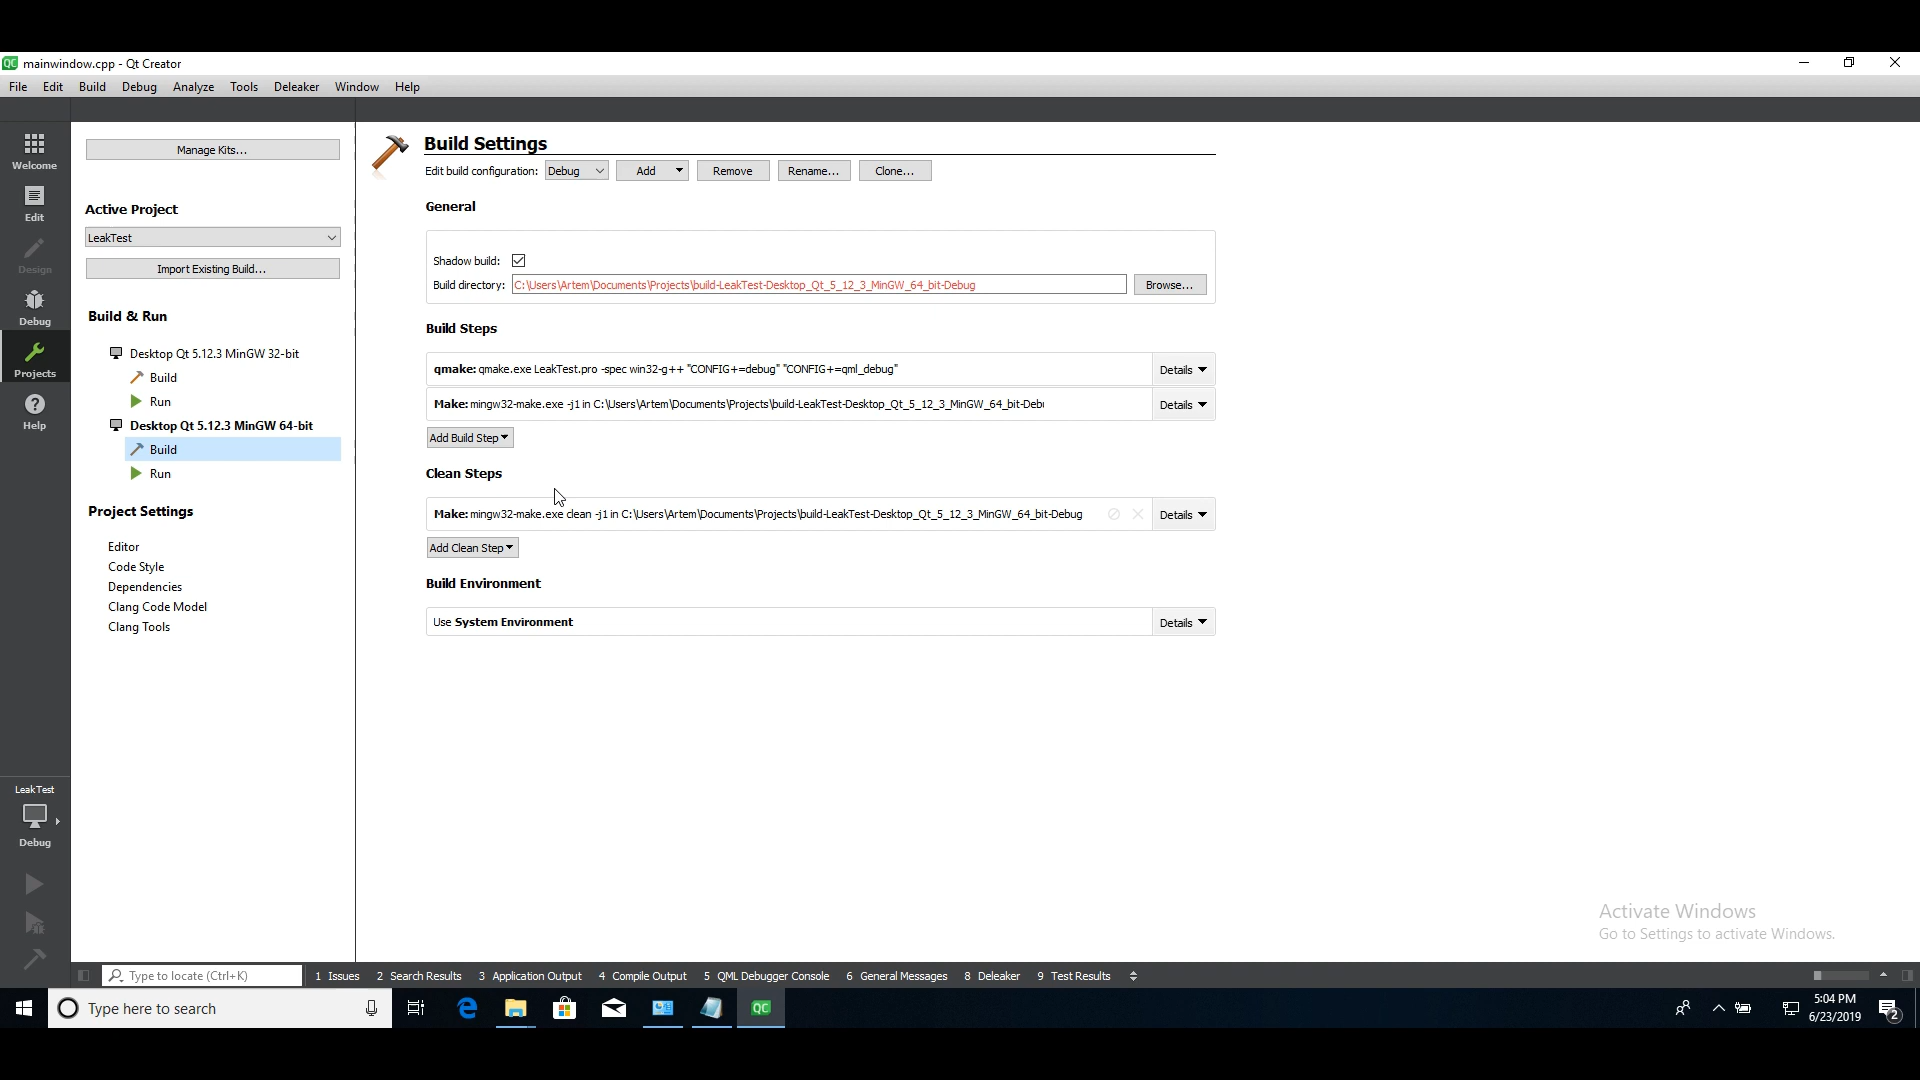 QC mainwindow.cpp - Qt Creator
File Edit Build Debug Analyze Tools Deleaker Window Help
Welcome
Edit
Design
Debug
Projects
Help
Manage Kits...
Active Project
LeakTest
Import Existing Build...
Build & Run
Desktop Qt 5.12.3 MinGW 32-bit
Build
Run
Desktop Qt 5.12.3 MinGW 64-bit
Build
Run
Project Settings
Editor
Code Style
Dependencies
Clang Code Model
Clang Tools
Build Settings
Edit build configuration: Debug Add Remove Rename... Clone...
General
Shadow build:
Build directory: C:\Users\Artem\Documents\Projects\build-LeakTest-Desktop_Qt_5_12_3_MinGW_64_bit-Debug Browse...
Build Steps
qmake: qmake.exe LeakTest.pro -spec win32-g++ "CONFIG+=debug" "CONFIG+=qml_debug" Details
Make: mingw32-make.exe -j1 in C:\Users\Artem\Documents\Projects\build-LeakTest-Desktop_Qt_5_12_3_MinGW_64_bit-Debu Details
Add Build Step
Clean Steps
Make: mingw32-make.exe clean -j1 in C:\Users\Artem\Documents\Projects\build-LeakTest-Desktop_Qt_5_12_3_MinGW_64_bit-Debug Details
Add Clean Step
Build Environment
Use System Environment Details
LeakTest
Debug
Activate Windows
Go to Settings to activate Windows.
Type to locate (Ctrl+K) 1 Issues 2 Search Results 3 Application Output 4 Compile Output 5 QML Debugger Console 6 General Messages 8 Deleaker 9 Test Results
Type here to search QC 5:04 PM
6/23/2019 2